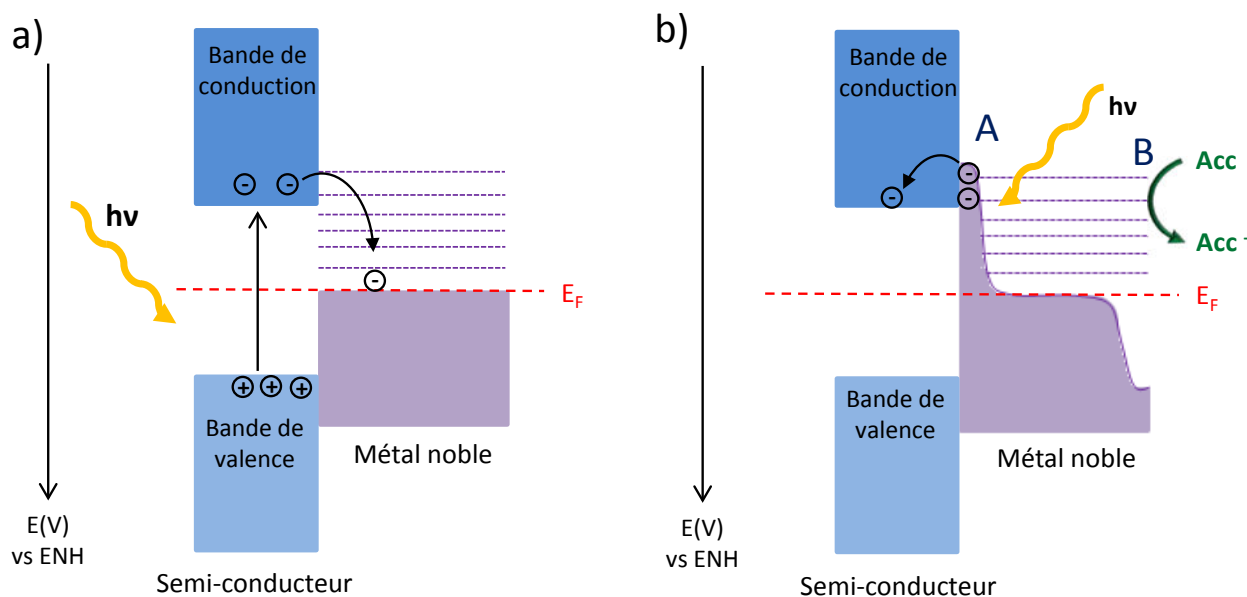 a)
Bande de
conduction
hν
E_F
Bande de
valence
Métal noble
E(V)
vs ENH
Semi-conducteur
b)
Bande de
conduction
A
hν
B
Acc
Acc -
E_F
Bande de
valence
Métal noble
E(V)
vs ENH
Semi-conducteur